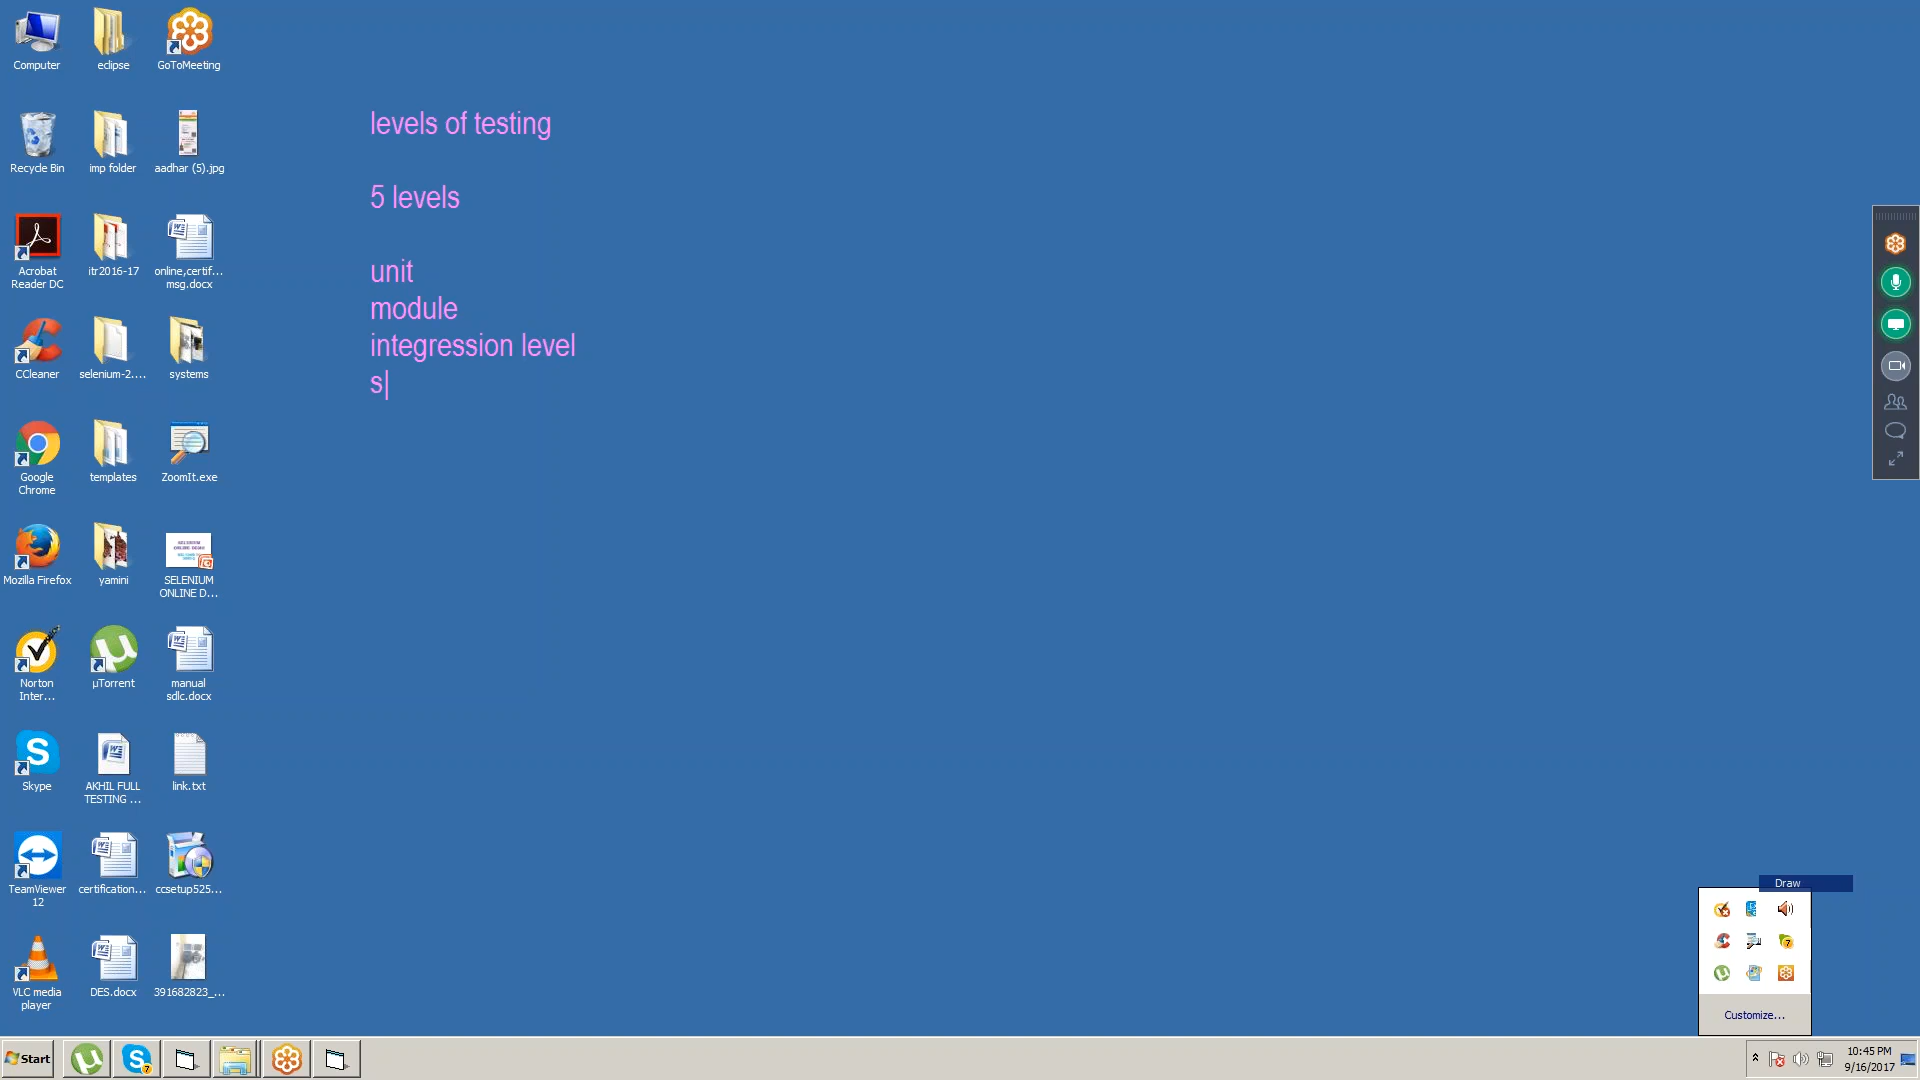 Computer
eclipse
GoToMeeting
levels of testing
Recycle Bin
imp folder
aadhar (5).jpg
5 levels
Acrobat
Reader DC
itr2016-17
online,certif...
msg.docx
unit
module
integression level
s
CCleaner
selenium-2....
systems
Google
Chrome
templates
ZoomIt.exe
Mozilla Firefox
yamini
SELENIUM
ONLINE D...
Norton
Inter...
µTorrent
manual
sdlc.docx
Skype
AKHIL FULL
TESTING ...
link.txt
TeamViewer
12
certification...
ccsetup525...
Draw
VLC media
player
DES.docx
391682823_...
Customize...
Start
10:45 PM
9/16/2017